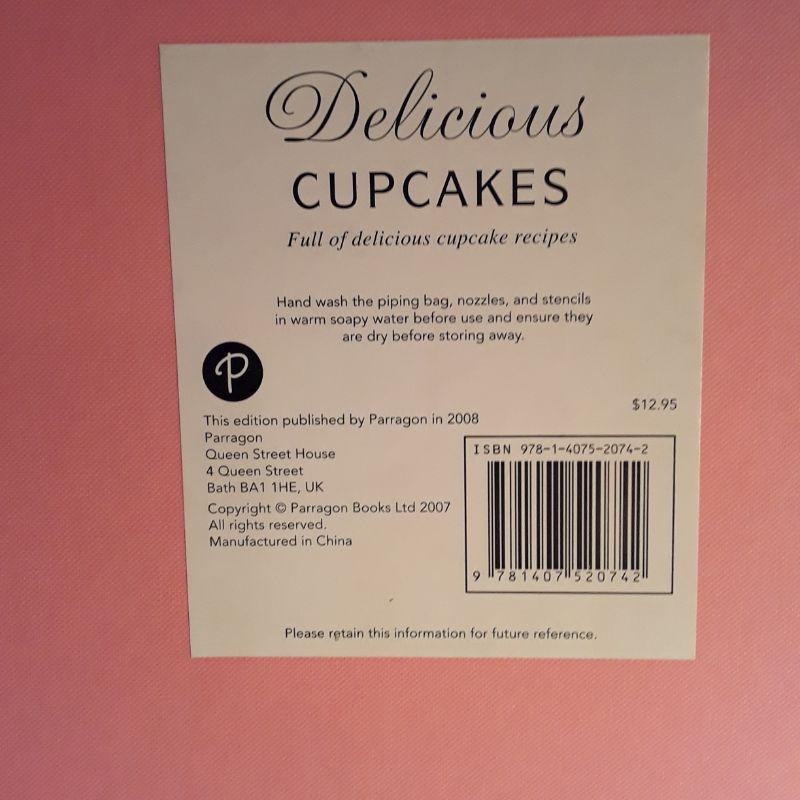 Delicious
CUPCAKES
Full of delicious cupcake recipes
Hand wash the piping bag, nozzles, and stencils
in warm soapy water before use and ensure they
are dry before storing away.
P
$12.95
This edition published by Parragon in 2008
Parragon
Queen Street House
4 Queen Street
Bath BA1 1HE, UK
Copyright © Parragon Books Ltd 2007
All rights reserved.
Manufactured in China
ISBN 978-1-4075-2074-2
9 781407 520742
Please retain this information for future reference.